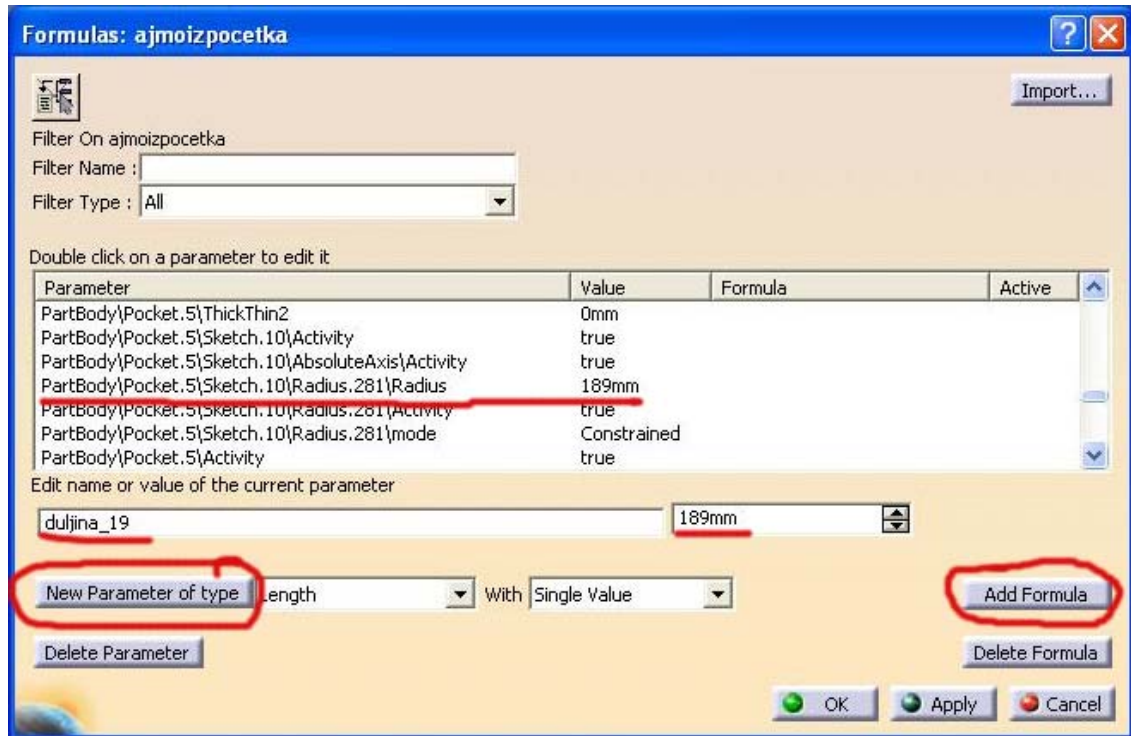 Formulas: ajmoizpocetka
Import...
Filter On ajmoizpocetka
Filter Name :
Filter Type : All
Double click on a parameter to edit it
Parameter Value Formula Active
PartBody\Pocket.5\ThickThin2 0mm
PartBody\Pocket.5\Sketch.10\Activity true
PartBody\Pocket.5\Sketch.10\AbsoluteAxis\Activity true
PartBody\Pocket.5\Sketch.10\Radius.281\Radius 189mm
PartBody\Pocket.5\Sketch.10\Radius.281\Activity true
PartBody\Pocket.5\Sketch.10\Radius.281\mode Constrained
PartBody\Pocket.5\Activity true
Edit name or value of the current parameter
duljina_19 189mm
New Parameter of type Length With Single Value Add Formula
Delete Parameter Delete Formula
OK Apply Cancel